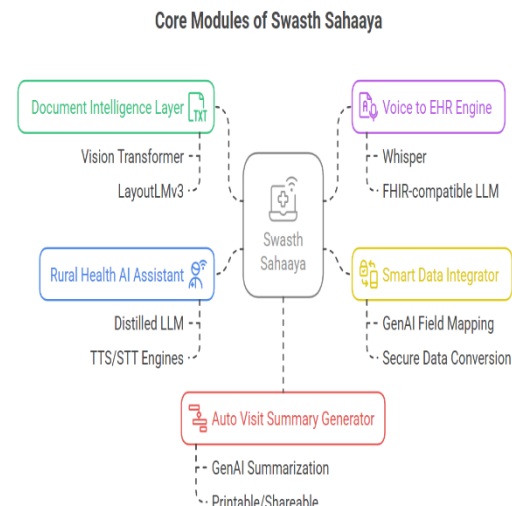 Core Modules of Swasth Sahaaya
Document Intelligence Layer
TXT
Vision Transformer
LayoutLMv3
Voice to EHR Engine
A
Whisper
FHIR-compatible LLM
Swasth
Sahaaya
Rural Health AI Assistant
Distilled LLM
TTS/STT Engines
Smart Data Integrator
GenAI Field Mapping
Secure Data Conversion
Auto Visit Summary Generator
GenAI Summarization
Printable/Shareable